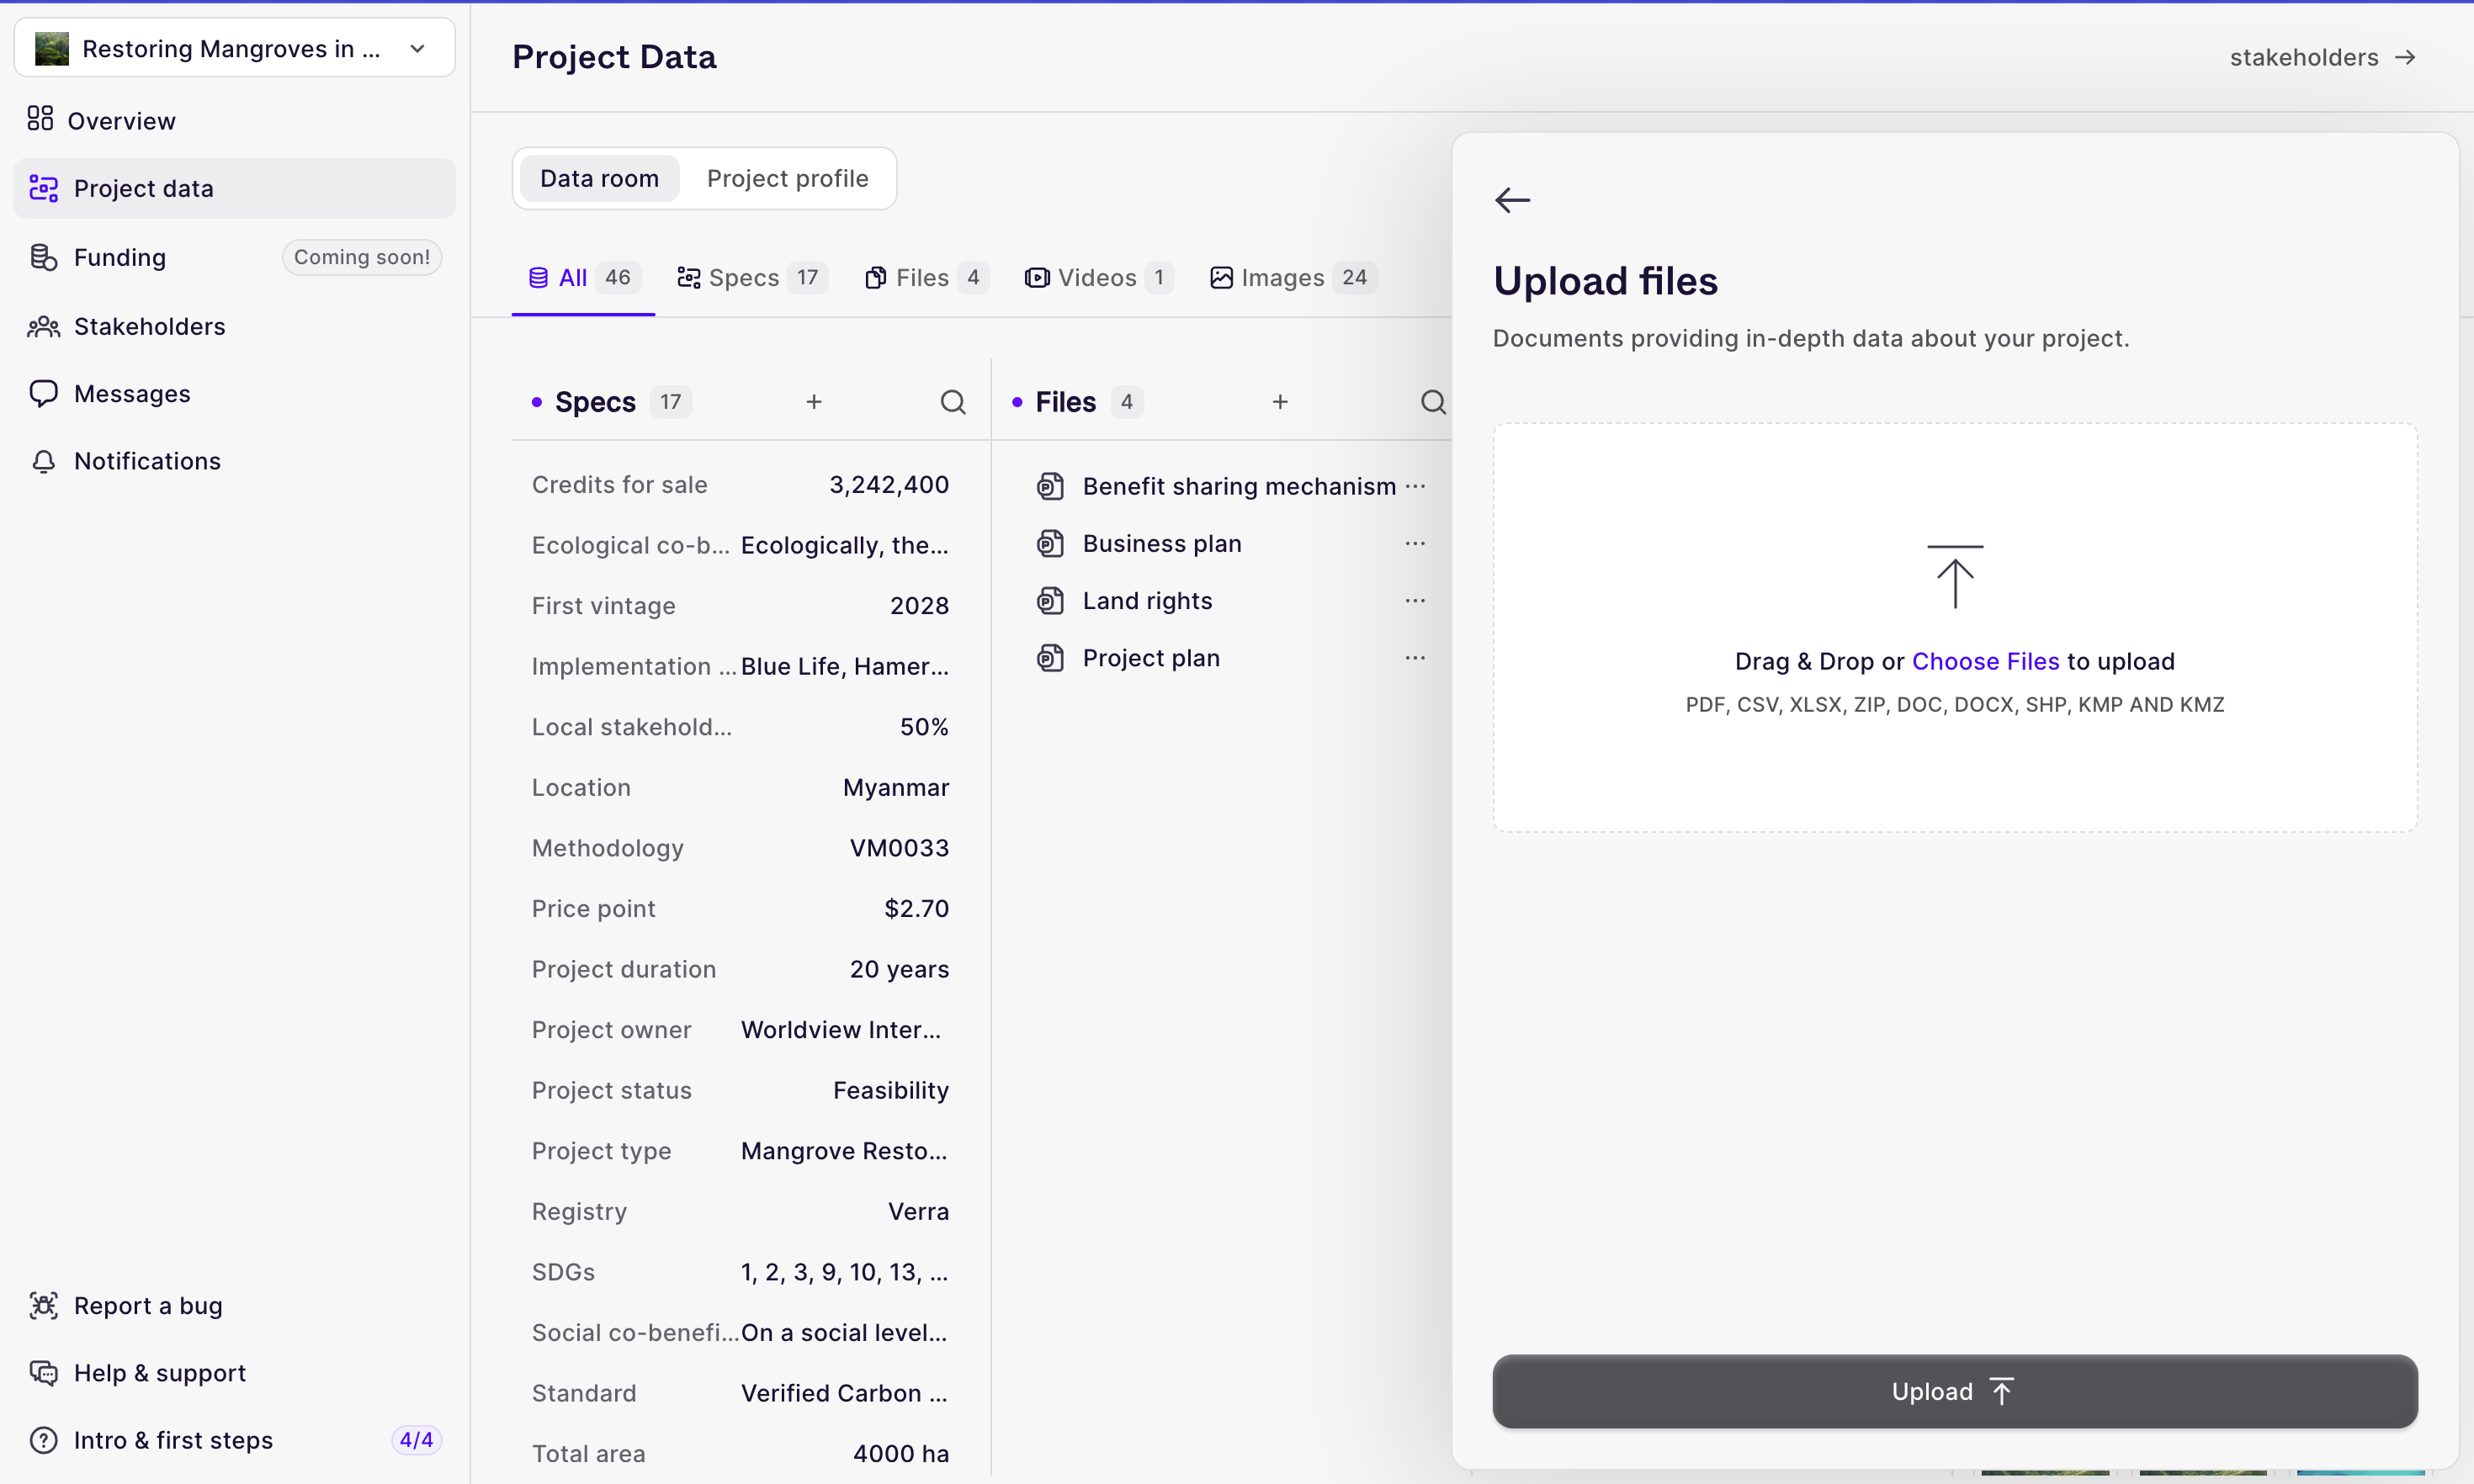 Restoring Mangroves in ...
Overview
Project data
Funding
Coming soon!
Stakeholders
Messages
Notifications
Report a bug
Help & support
Intro & first steps
4/4
Project Data
stakeholders
Data room
Project profile
All 46
Specs 17
Files 4
Videos 1
Images 24
Specs 17
Credits for sale 3,242,400
Ecological co-b... Ecologically, the...
First vintage 2028
Implementation ... Blue Life, Hamer...
Local stakehold... 50%
Location Myanmar
Methodology VM0033
Price point $2.70
Project duration 20 years
Project owner Worldview Inter...
Project status Feasibility
Project type Mangrove Resto...
Registry Verra
SDGs 1, 2, 3, 9, 10, 13, ...
Social co-benefi... On a social level...
Standard Verified Carbon ...
Total area 4000 ha
Files 4
Benefit sharing mechanism
Business plan
Land rights
Project plan
Upload files
Documents providing in-depth data about your project.
Drag & Drop or Choose Files to upload
PDF, CSV, XLSX, ZIP, DOC, DOCX, SHP, KMP AND KMZ
Upload